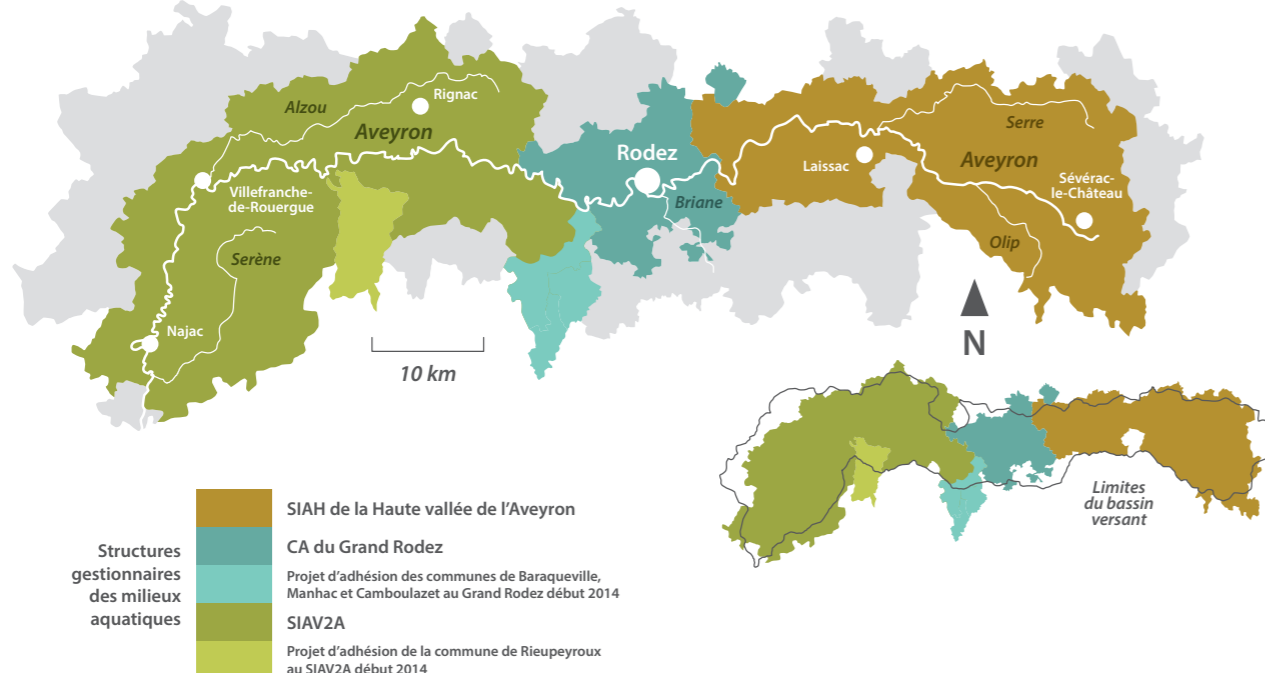 Rignac
Alzou
Aveyron
Rodez
Serre
Laissac
Aveyron
Villefranche-
de-Rouergue
Sévérac-
le-Château
Briane
Serène
Olip
Najac
N
10 km
Limites
du bassin
versant
Structures
gestionnaires
des milieux
aquatiques
SIAH de la Haute vallée de l’Aveyron
CA du Grand Rodez
Projet d’adhésion des communes de Baraqueville,
Manhac et Camboulazet au Grand Rodez début 2014
SIAV2A
Projet d’adhésion de la commune de Rieupeyroux
au SIAV2A début 2014